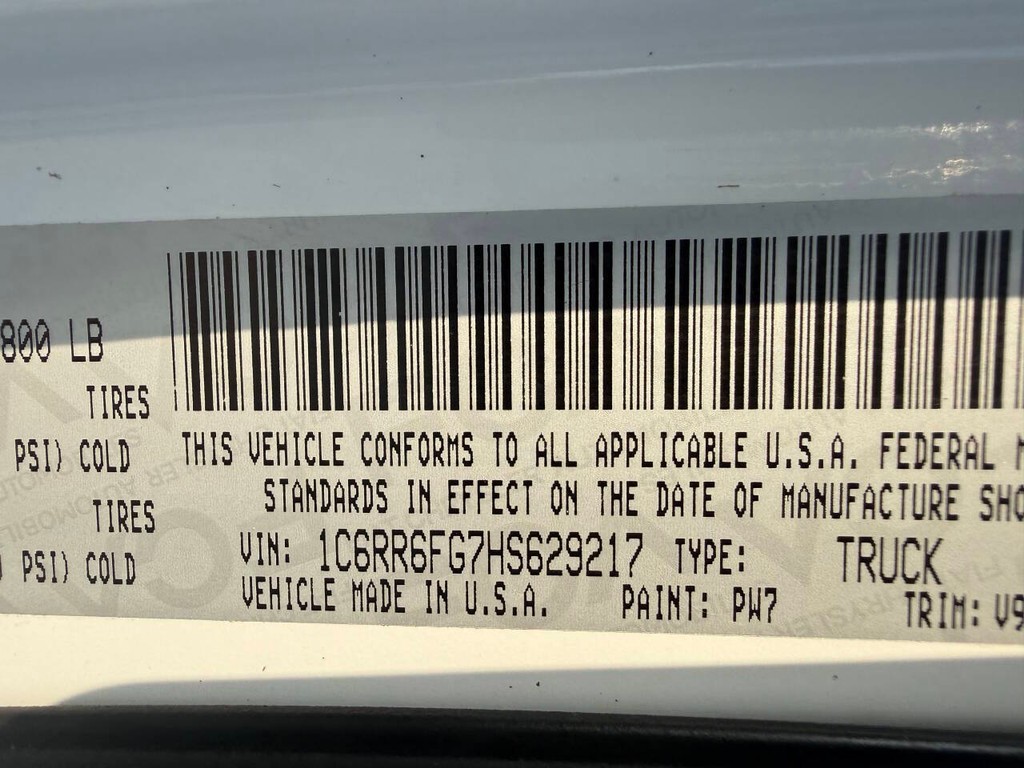 800 LB
TIRES
PSI) COLD
TIRES
PSI) COLD
THIS VEHICLE CONFORMS TO ALL APPLICABLE U.S.A. FEDERAL
STANDARDS IN EFFECT ON THE DATE OF MANUFACTURE
VIN: 1C6RR6FG7HS629217 TYPE: TRUCK
VEHICLE MADE IN U.S.A. PAINT: PW7 TRIM: V9